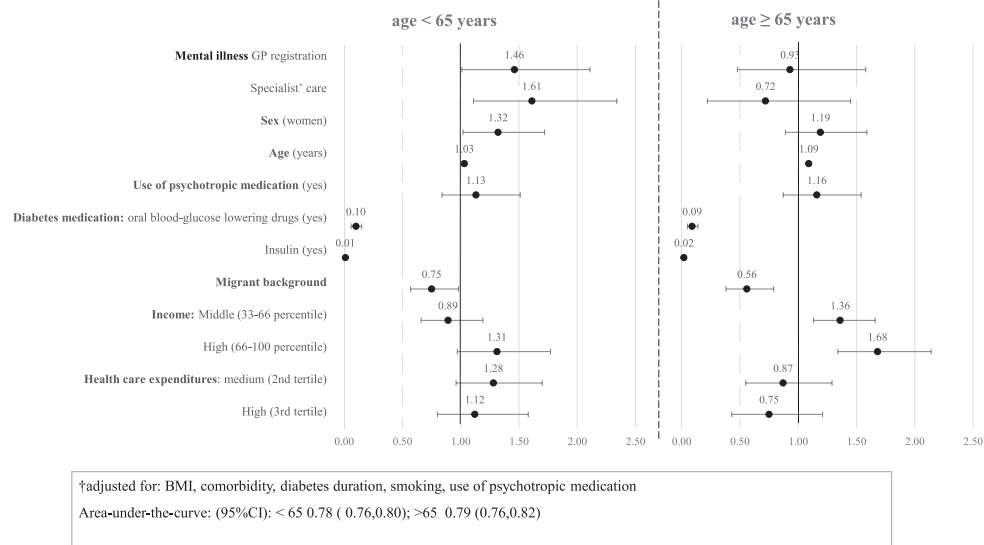 age < 65 years
age ≥ 65 years
Mental illness GP registration
1.46
0.93
Specialist' care
1.61
0.72
Sex (women)
1.32
1.19
Age (years)
1.03
1.09
Use of psychotropic medication (yes)
1.13
1.16
Diabetes medication: oral blood-glucose lowering drugs (yes)
0.10
0.09
Insulin (yes)
0.01
0.02
Migrant background
0.75
0.56
Income: Middle (33-66 percentile)
0.89
1.36
High (66-100 percentile)
1.31
1.68
Health care expenditures: medium (2nd tertile)
1.28
0.87
High (3rd tertile)
1.12
0.75
0.00 0.50 1.00 1.50 2.00 2.50
0.00 0.50 1.00 1.50 2.00 2.50
†adjusted for: BMI, comorbidity, diabetes duration, smoking, use of psychotropic medication
Area-under-the-curve: (95%CI): < 65 0.78 ( 0.76,0.80); >65 0.79 (0.76,0.82)